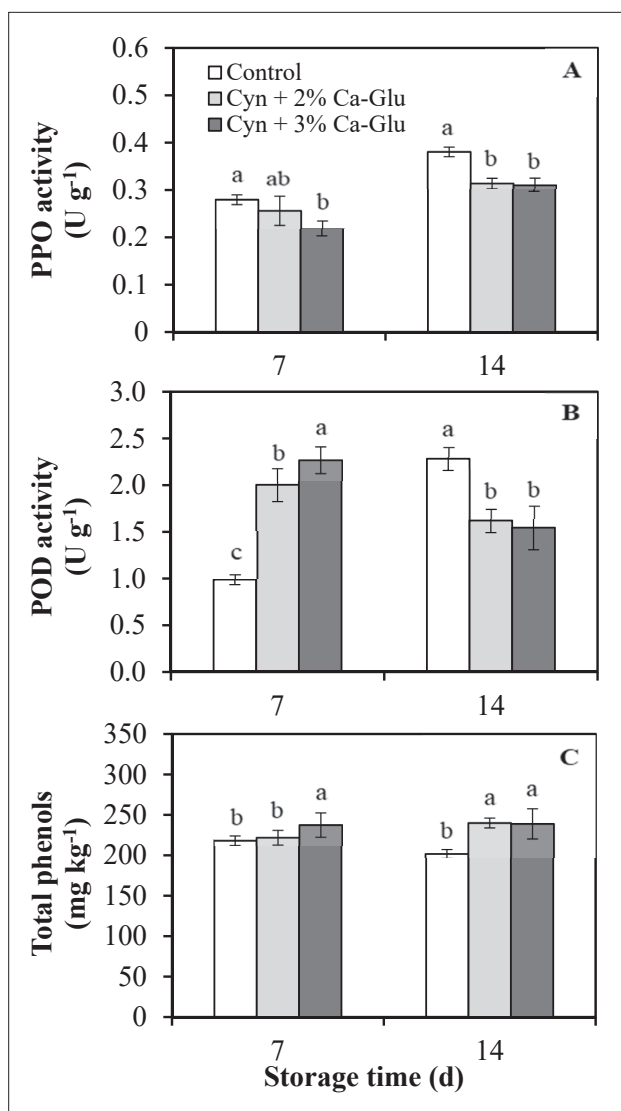 A
Control
Cyn + 2% Ca-Glu
Cyn + 3% Ca-Glu
PPO activity
(U g⁻¹)
0.6
0.5
0.4
0.3
0.2
0.1
0
a ab b a b b
7 14
B
POD activity
(U g⁻¹)
3.0
2.5
2.0
1.5
1.0
0.5
0.0
c b a a b b
7 14
C
Total phenols
(mg kg⁻¹)
350
300
250
200
150
100
50
0
b b a b a a
7 14
Storage time (d)